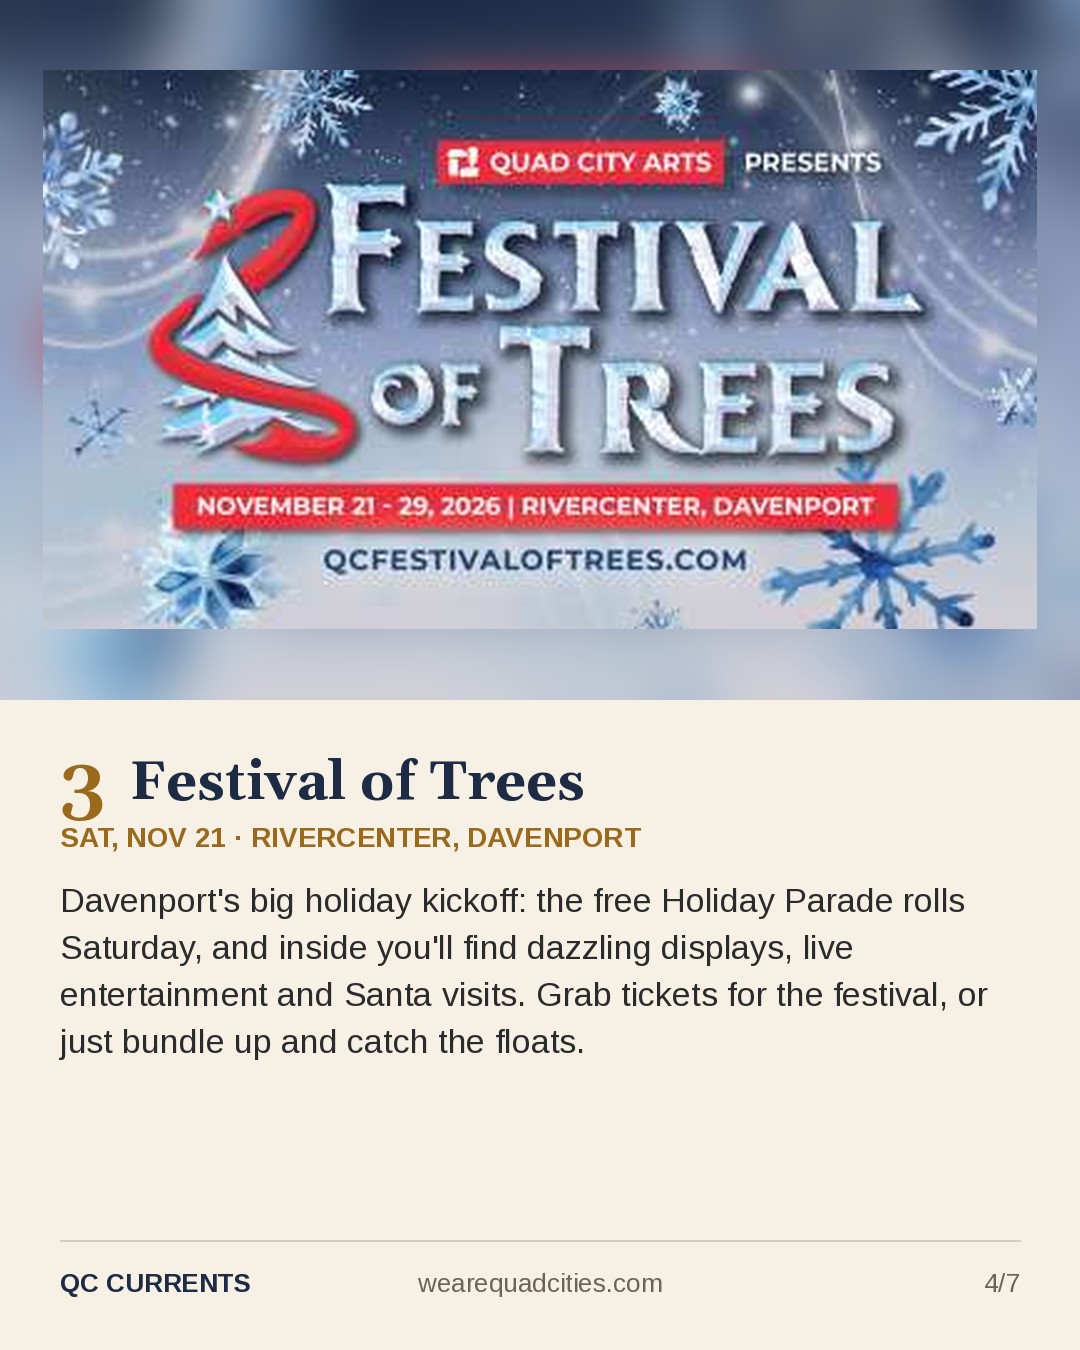 QUAD CITY ARTS PRESENTS
FESTIVAL
OF TREES
NOVEMBER 21 - 29, 2026 | RIVERCENTER, DAVENPORT
QCFESTIVALOFTREES.COM
3 Festival of Trees
SAT, NOV 21 · RIVERCENTER, DAVENPORT
Davenport's big holiday kickoff: the free Holiday Parade rolls
Saturday, and inside you'll find dazzling displays, live
entertainment and Santa visits. Grab tickets for the festival, or
just bundle up and catch the floats.
QC CURRENTS wearequadcities.com 4/7